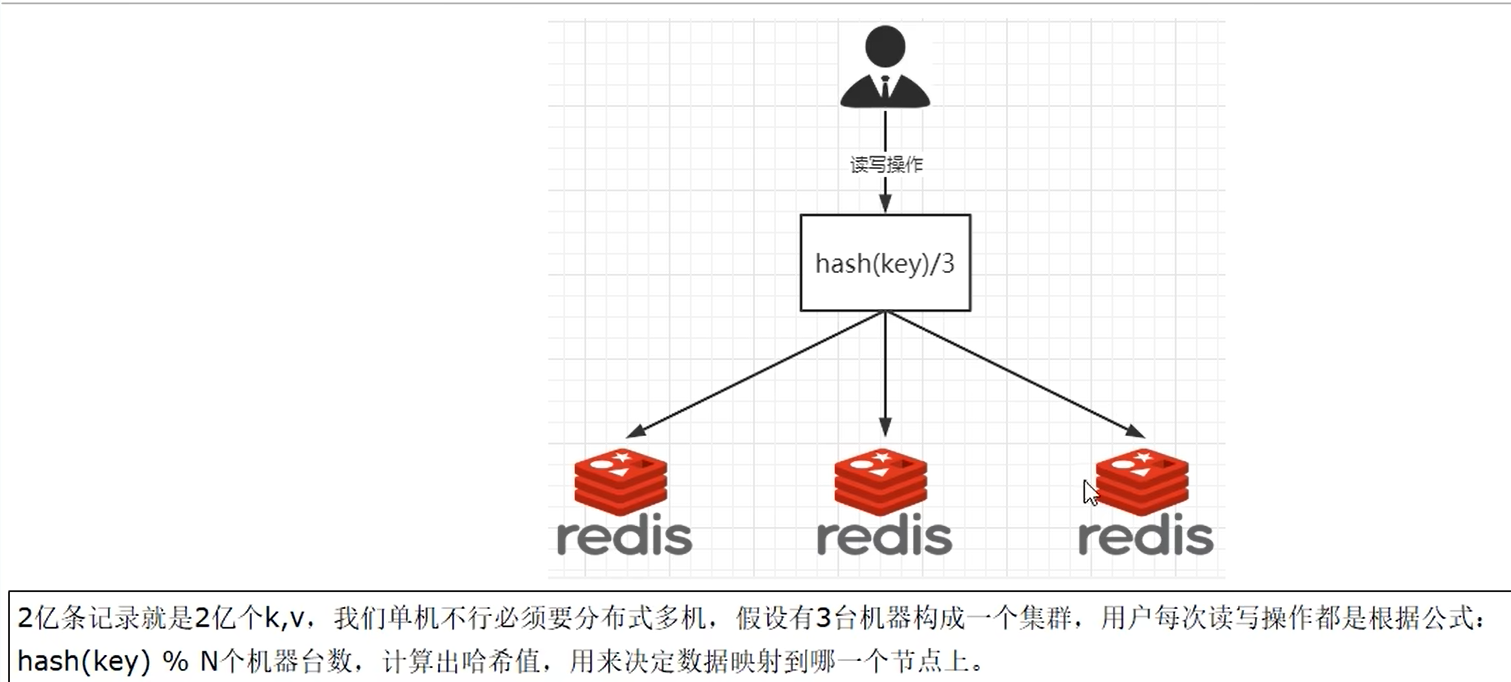 读写操作
hash(key)/3
redis
redis
redis
2亿条记录就是2亿个k,v，我们单机不行必须要分布式多机，假设有3台机器构成一个集群，用户每次读写操作都是根据公式：
hash(key) % N个机器台数，计算出哈希值，用来决定数据映射到哪一个节点上。